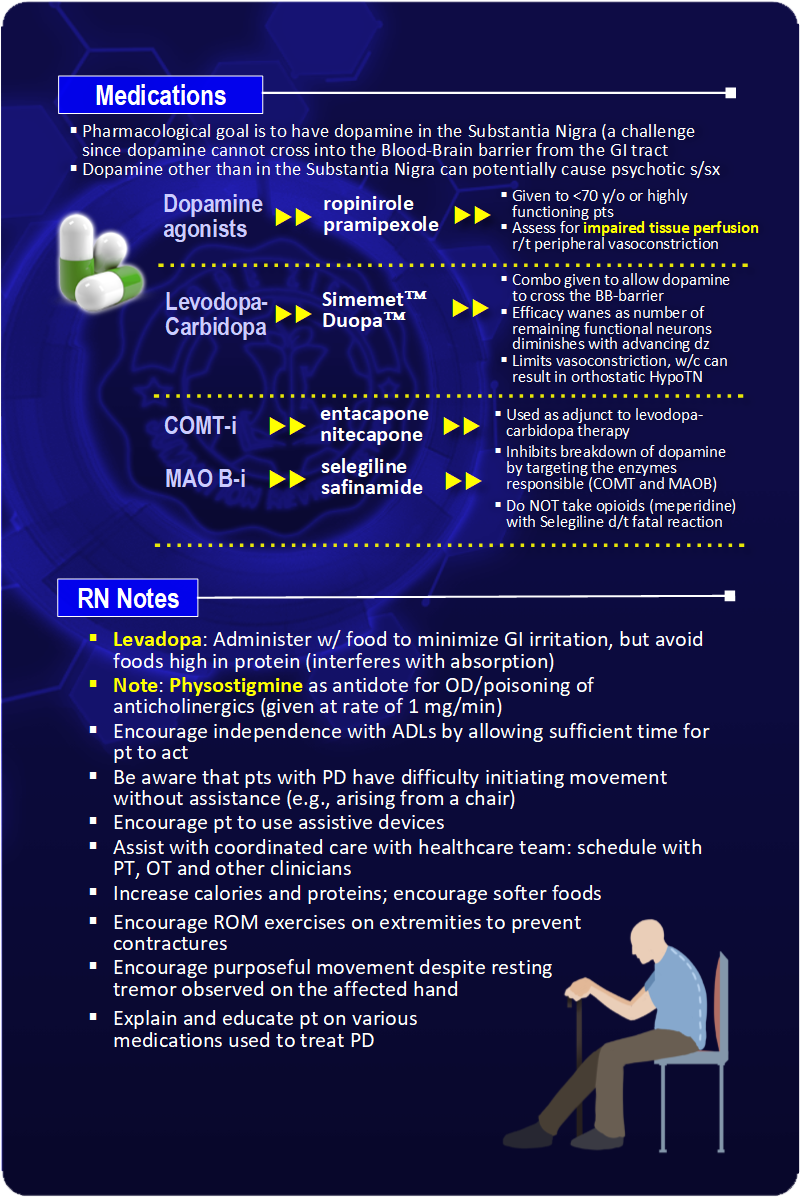 Medications
▪ Pharmacological goal is to have dopamine in the Substantia Nigra (a challenge
since dopamine cannot cross into the Blood-Brain barrier from the GI tract
▪ Dopamine other than in the Substantia Nigra can potentially cause psychotic s/sx
Dopamine
agonists
ropinirole
pramipexole
▪ Given to <70 y/o or highly
functioning pts
▪ Assess for impaired tissue perfusion
r/t peripheral vasoconstriction
Levodopa-
Carbidopa
Simemet™
Duopa™
▪ Combo given to allow dopamine
to cross the BB-barrier
▪ Efficacy wanes as number of
remaining functional neurons
diminishes with advancing dz
▪ Limits vasoconstriction, w/c can
result in orthostatic HypoTN
COMT-i
entacapone
nitecapone
MAO B-i
selegiline
safinamide
▪ Used as adjunct to levodopa-
carbidopa therapy
▪ Inhibits breakdown of dopamine
by targeting the enzymes
responsible (COMT and MAOB)
▪ Do NOT take opioids (meperidine)
with Selegiline d/t fatal reaction
RN Notes
▪ Levadopa: Administer w/ food to minimize GI irritation, but avoid
foods high in protein (interferes with absorption)
▪ Note: Physostigmine as antidote for OD/poisoning of
anticholinergics (given at rate of 1 mg/min)
▪ Encourage independence with ADLs by allowing sufficient time for
pt to act
▪ Be aware that pts with PD have difficulty initiating movement
without assistance (e.g., arising from a chair)
▪ Encourage pt to use assistive devices
▪ Assist with coordinated care with healthcare team: schedule with
PT, OT and other clinicians
▪ Increase calories and proteins; encourage softer foods
▪ Encourage ROM exercises on extremities to prevent
contractures
▪ Encourage purposeful movement despite resting
tremor observed on the affected hand
▪ Explain and educate pt on various
medications used to treat PD